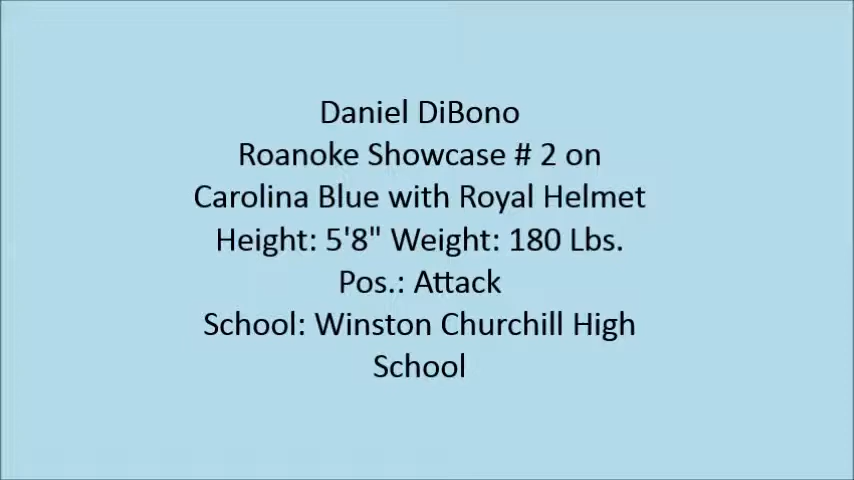 Daniel DiBono
Roanoke Showcase # 2 on
Carolina Blue with Royal Helmet
Height: 5'8" Weight: 180 Lbs.
Pos.: Attack
School: Winston Churchill High
School